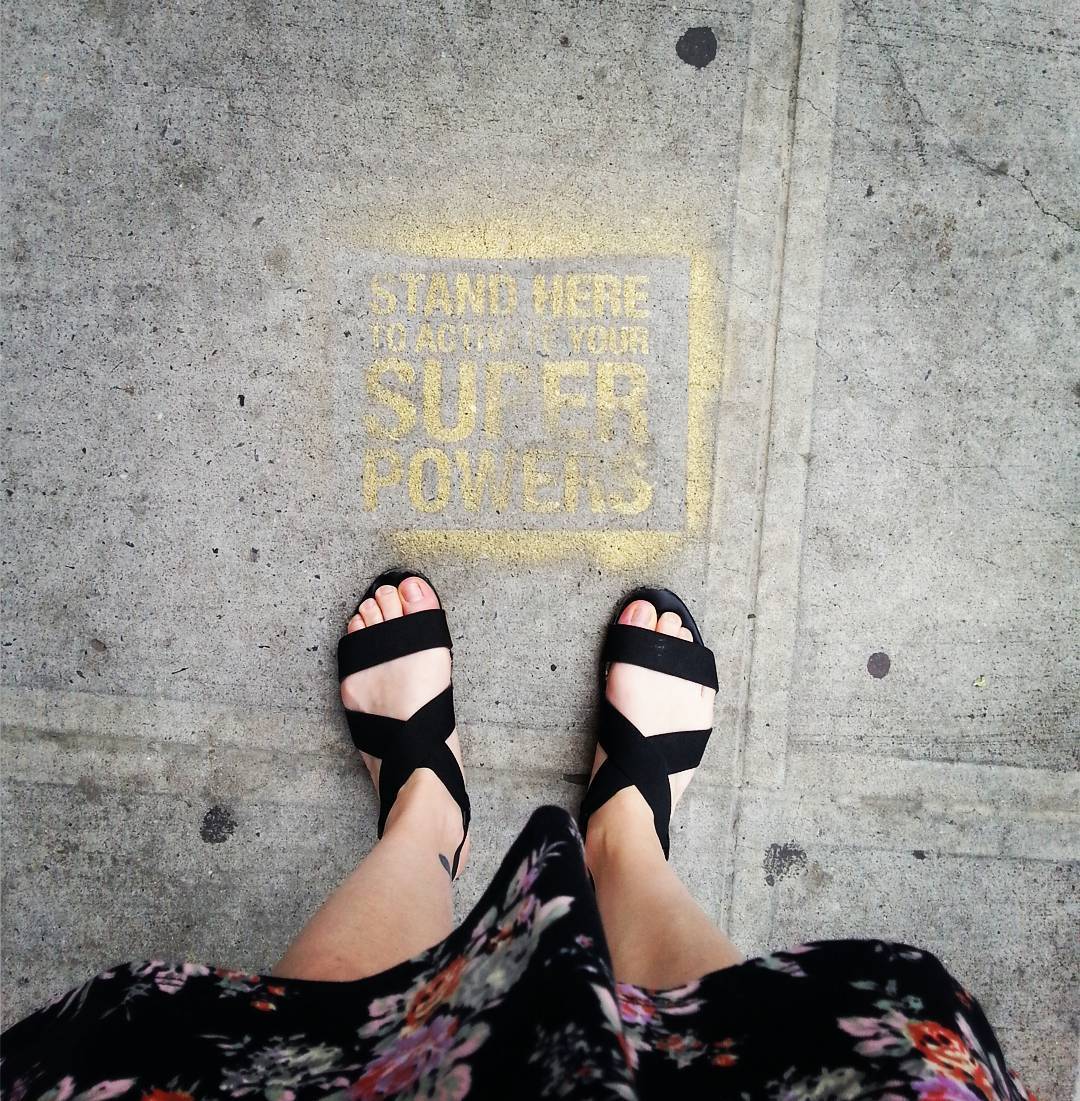 STAND HERE
TO ACTIVATE YOUR
SUPER
POWERS